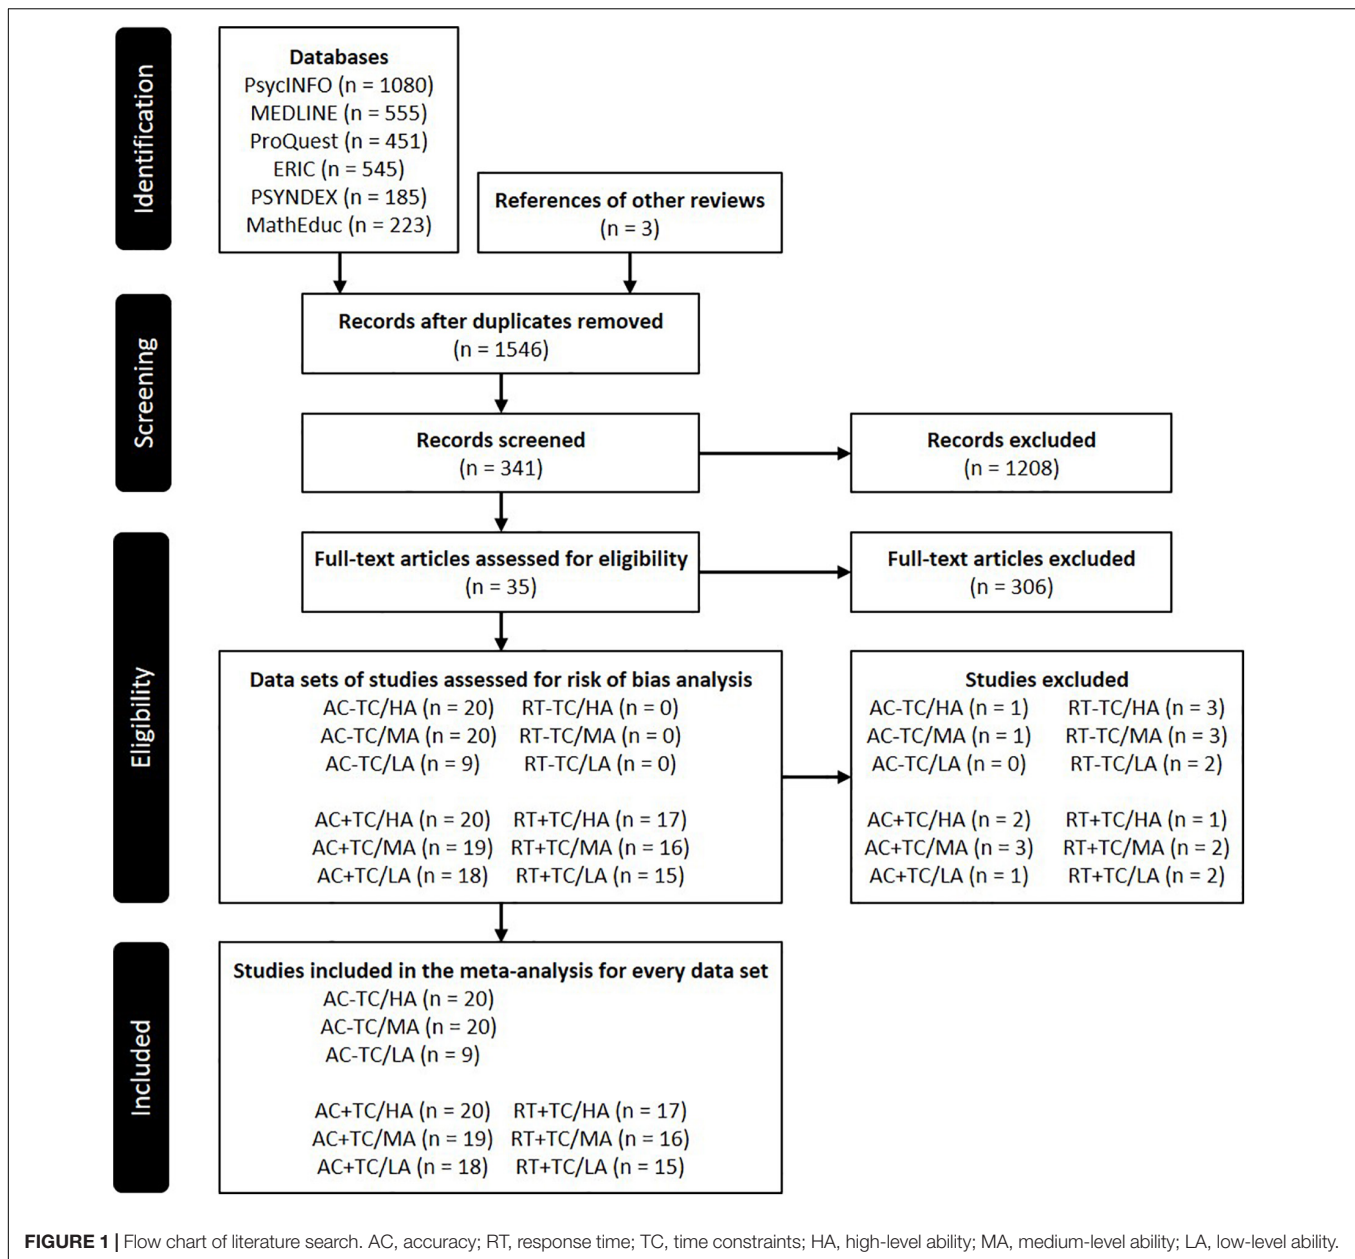 Identification
Databases
PsycINFO (n = 1080)
MEDLINE (n = 555)
ProQuest (n = 451)
ERIC (n = 545)
PSYNDEX (n = 185)
MathEduc (n = 223)
References of other reviews
(n = 3)
Screening
Records after duplicates removed
(n = 1546)
Records screened
(n = 341)
Records excluded
(n = 1208)
Eligibility
Full-text articles assessed for eligibility
(n = 35)
Full-text articles excluded
(n = 306)
Data sets of studies assessed for risk of bias analysis
AC-TC/HA (n = 20) RT-TC/HA (n = 0)
AC-TC/MA (n = 20) RT-TC/MA (n = 0)
AC-TC/LA (n = 9) RT-TC/LA (n = 0)
AC+TC/HA (n = 20) RT+TC/HA (n = 17)
AC+TC/MA (n = 19) RT+TC/MA (n = 16)
AC+TC/LA (n = 18) RT+TC/LA (n = 15)
Studies excluded
AC-TC/HA (n = 1) RT-TC/HA (n = 3)
AC-TC/MA (n = 1) RT-TC/MA (n = 3)
AC-TC/LA (n = 0) RT-TC/LA (n = 2)
AC+TC/HA (n = 2) RT+TC/HA (n = 1)
AC+TC/MA (n = 3) RT+TC/MA (n = 2)
AC+TC/LA (n = 1) RT+TC/LA (n = 2)
Included
Studies included in the meta-analysis for every data set
AC-TC/HA (n = 20)
AC-TC/MA (n = 20)
AC-TC/LA (n = 9)
AC+TC/HA (n = 20) RT+TC/HA (n = 17)
AC+TC/MA (n = 19) RT+TC/MA (n = 16)
AC+TC/LA (n = 18) RT+TC/LA (n = 15)
FIGURE 1 | Flow chart of literature search. AC, accuracy; RT, response time; TC, time constraints; HA, high-level ability; MA, medium-level ability; LA, low-level ability.